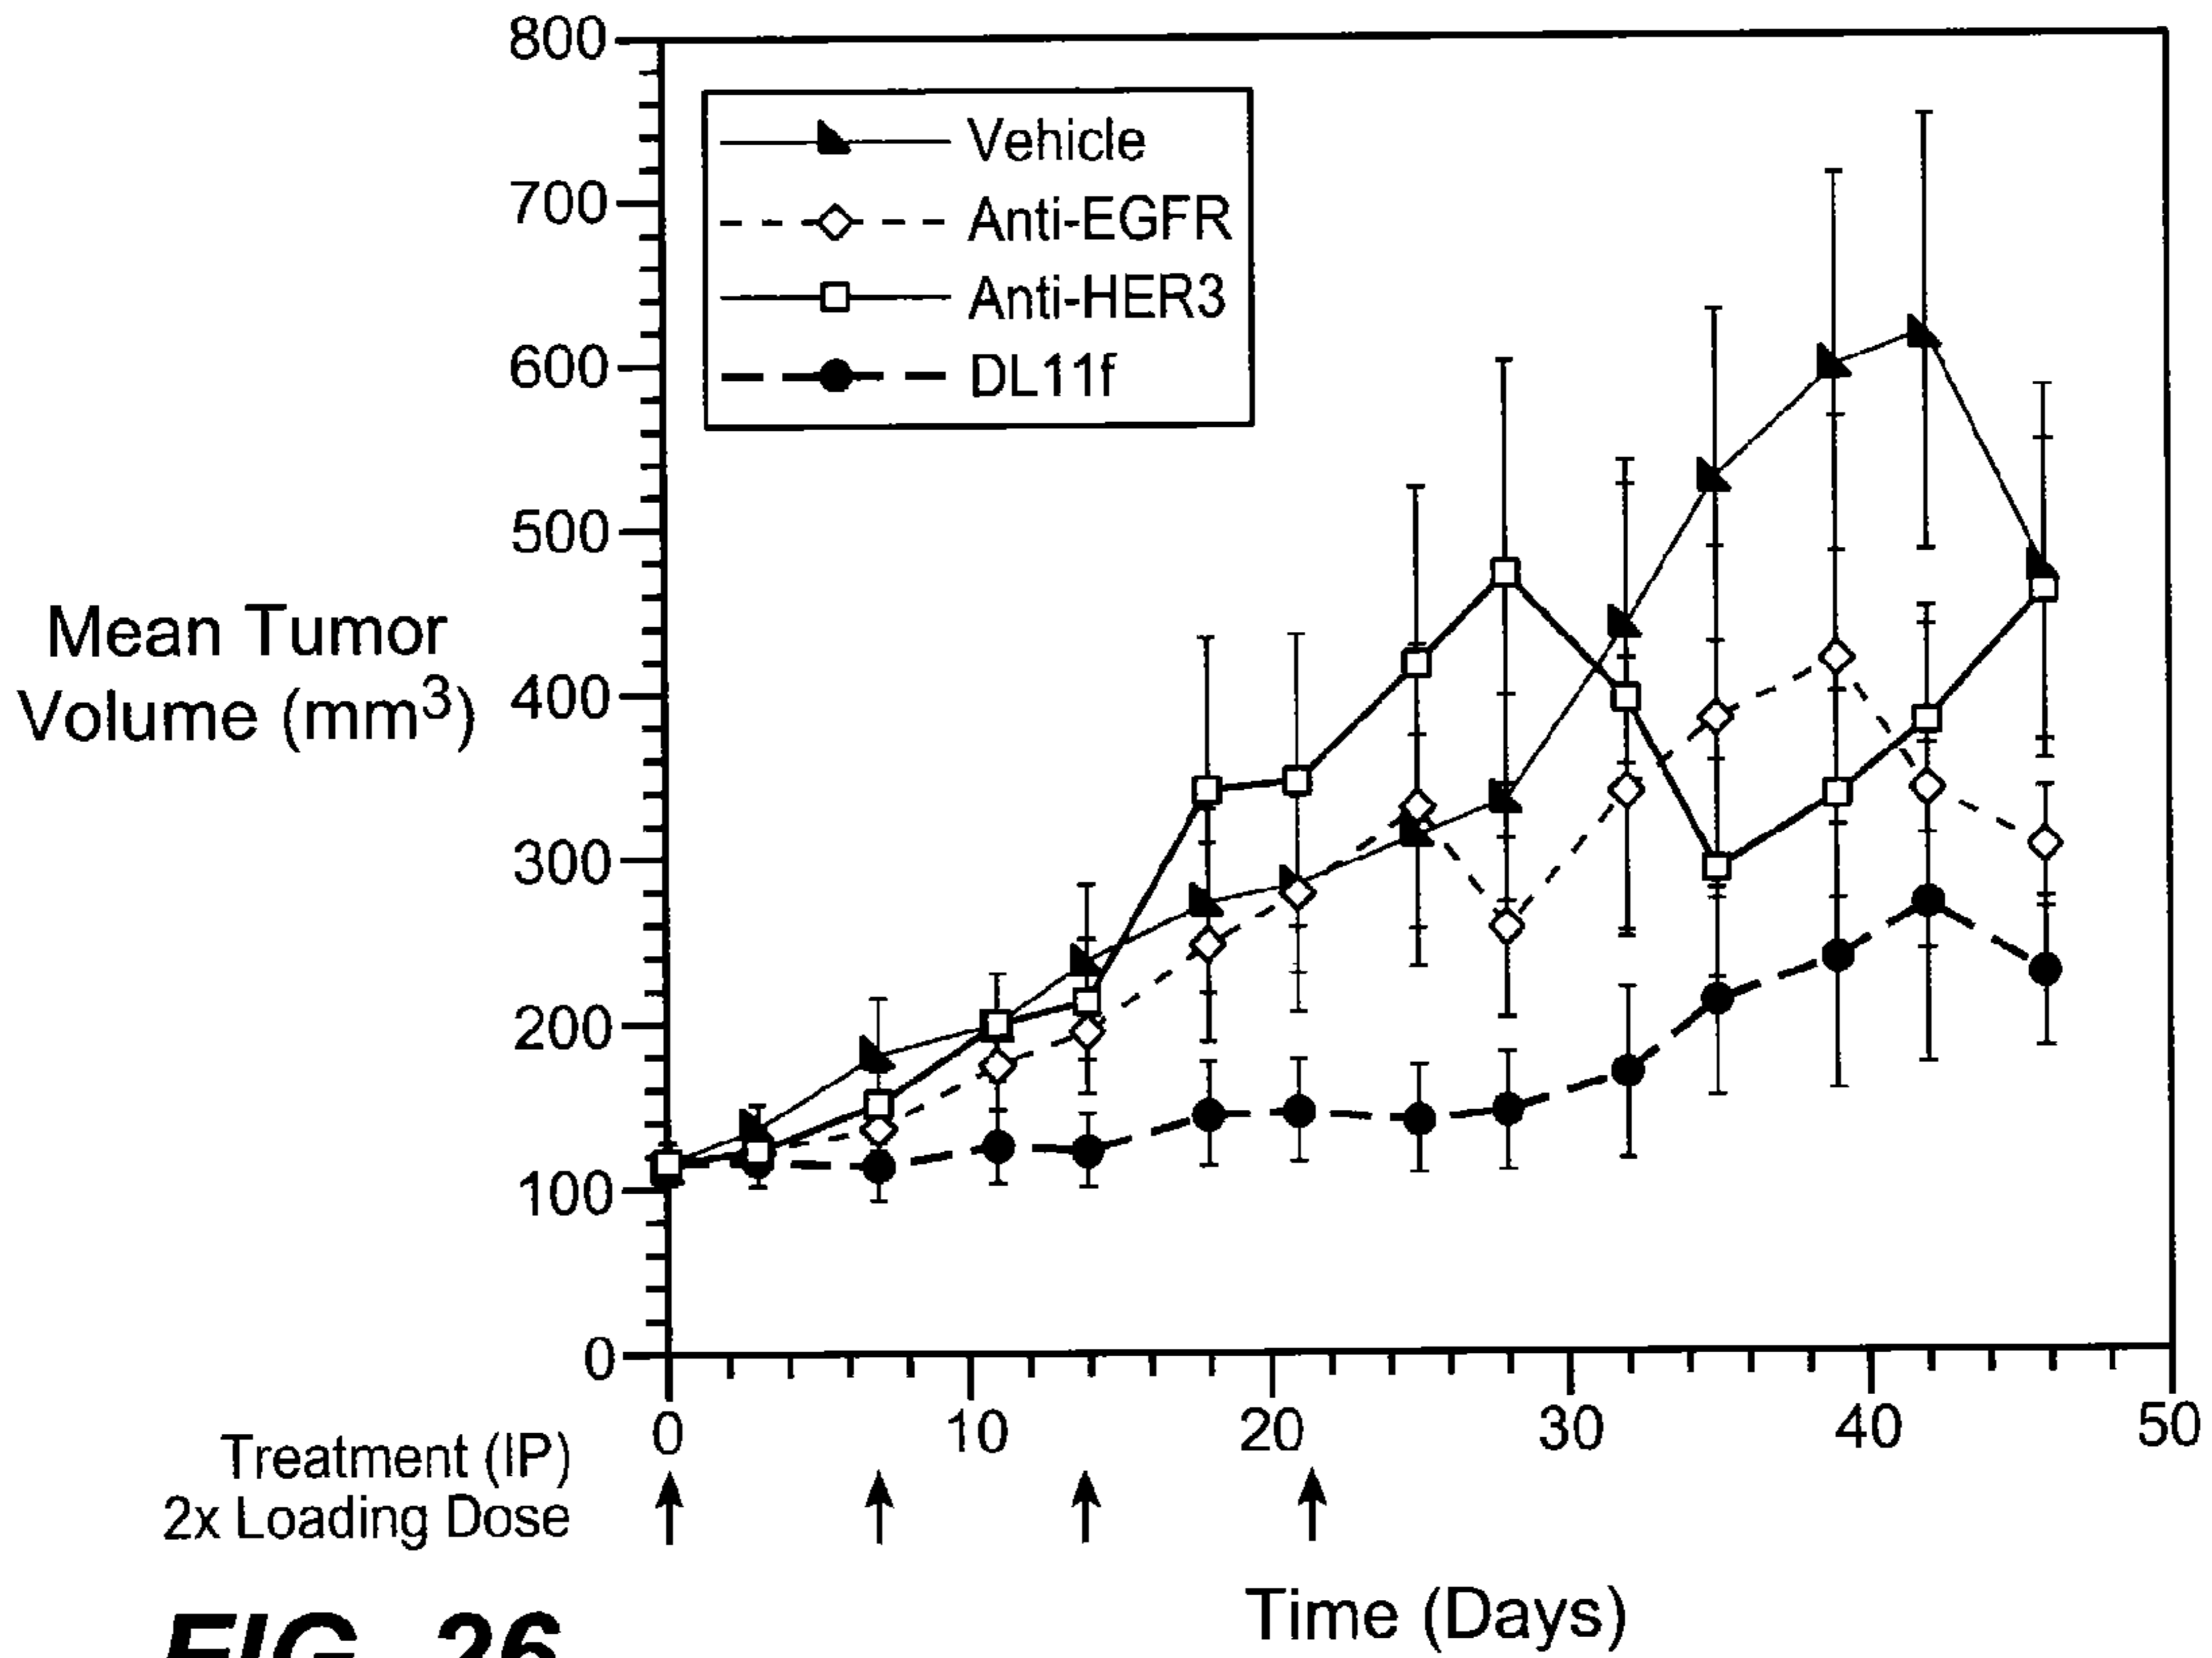 800
700
600
500
400
300
200
100
0
Vehicle
Anti-EGFR
Anti-HER3
DL11f
Mean Tumor
Volume (mm³)
0 10 20 30 40 50
Treatment (IP)
2x Loading Dose
Time (Days)
FIG. 26